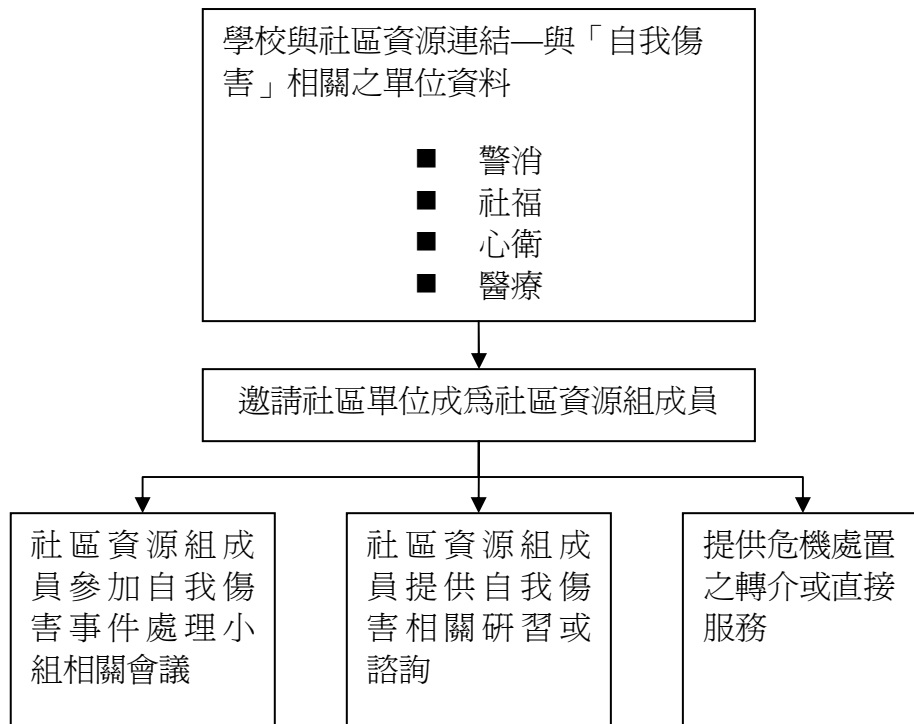 學校與社區資源連結—與「自我傷
害」相關之單位資料
■ 警消
■ 社福
■ 心衛
■ 醫療
邀請社區單位成爲社區資源組成員
社區資源組成
員參加自我傷
害事件處理小
組相關會議
社區資源組成
員提供自我傷
害相關研習或
諮詢
提供危機處置
之轉介或直接
服務